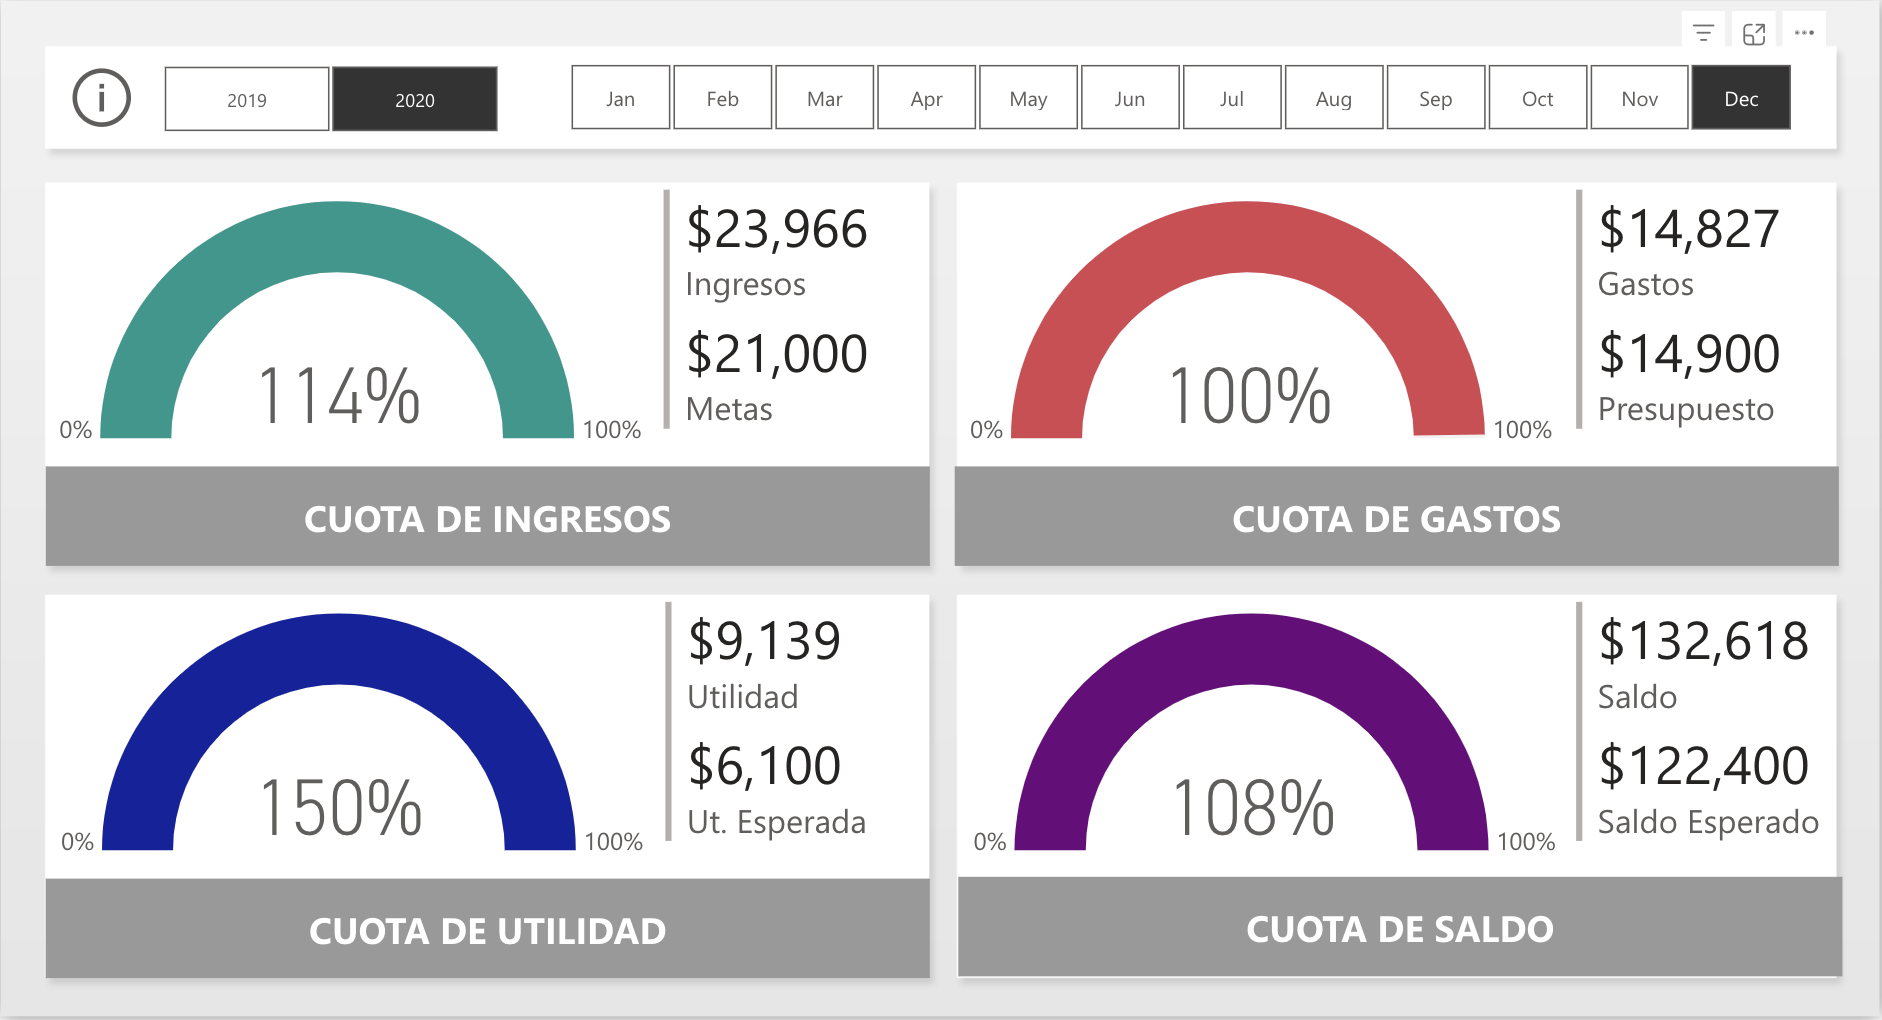 i
2019 2020 Jan Feb Mar Apr May Jun Jul Aug Sep Oct Nov Dec
$23,966
Ingresos
$21,000
Metas
114%
0% 100%
CUOTA DE INGRESOS
$14,827
Gastos
$14,900
Presupuesto
100%
0% 100%
CUOTA DE GASTOS
$9,139
Utilidad
$6,100
Ut. Esperada
150%
0% 100%
CUOTA DE UTILIDAD
$132,618
Saldo
$122,400
Saldo Esperado
108%
0% 100%
CUOTA DE SALDO